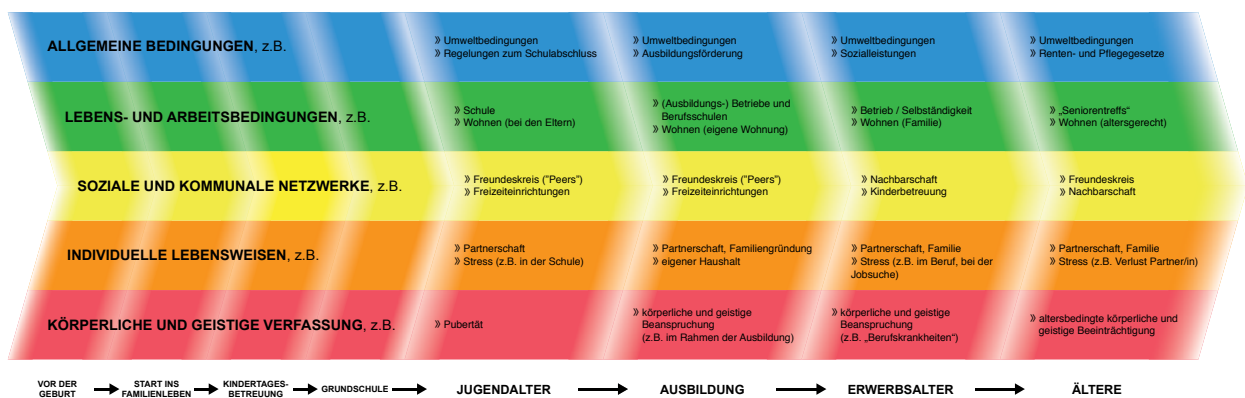 ALLGEMEINE BEDINGUNGEN, z.B.
》Umweltbedingungen
》Regelungen zum Schulabschluss
》Umweltbedingungen
》Ausbildungsförderung
》Umweltbedingungen
》Sozialleistungen
》Umweltbedingungen
》Renten- und Pflegegesetze
LEBENS- UND ARBEITSBEDINGUNGEN, z.B.
》Schule
》Wohnen (bei den Eltern)
》(Ausbildungs-) Betriebe und
Berufsschulen
》Wohnen (eigene Wohnung)
》Betrieb / Selbständigkeit
》Wohnen (Familie)
》„Seniorentreffs“
》Wohnen (altersgerecht)
SOZIALE UND KOMMUNALE NETZWERKE, z.B.
》Freundeskreis ("Peers")
》Freizeiteinrichtungen
》Freundeskreis ("Peers")
》Freizeiteinrichtungen
》Nachbarschaft
》Kinderbetreuung
》Freundeskreis
》Nachbarschaft
INDIVIDUELLE LEBENSWEISEN, z.B.
》Partnerschaft
》Stress (z.B. in der Schule)
》Partnerschaft, Familiengründung
》eigener Haushalt
》Partnerschaft, Familie
》Stress (z.B. im Beruf, bei der
Jobsuche)
》Partnerschaft, Familie
》Stress (z.B. Verlust Partner/in)
KÖRPERLICHE UND GEISTIGE VERFASSUNG, z.B.
》Pubertät
》körperliche und geistige
Beanspruchung
(z.B. im Rahmen der Ausbildung)
》körperliche und geistige
Beanspruchung
(z.B. „Berufskrankheiten“)
》altersbedingte körperliche und
geistige Beeinträchtigung
VOR DER
GEBURT
START INS
FAMILIENLEBEN
KINDERTAGES-
BETREUUNG
GRUNDSCHULE
JUGENDALTER
AUSBILDUNG
ERWERBSALTER
ÄLTERE